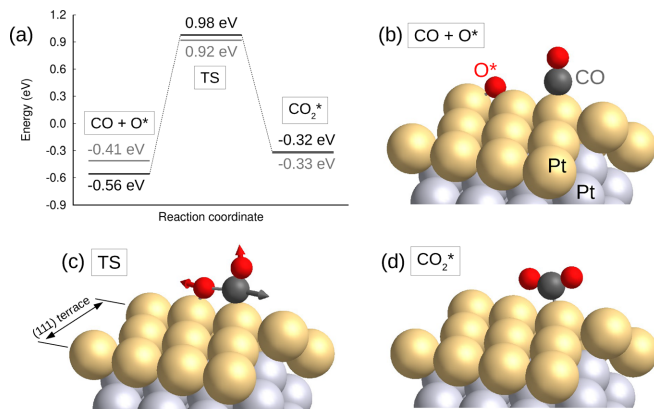 (a)
Energy (eV)
1.2
0.9
0.6
0.3
0.0
-0.3
-0.6
-0.9
0.98 eV
0.92 eV
TS
CO + O*
-0.41 eV
-0.56 eV
CO2*
-0.32 eV
-0.33 eV
Reaction coordinate
(b)
CO + O*
O*
CO
Pt
Pt
(c)
TS
(111) terrace
(d)
CO2*